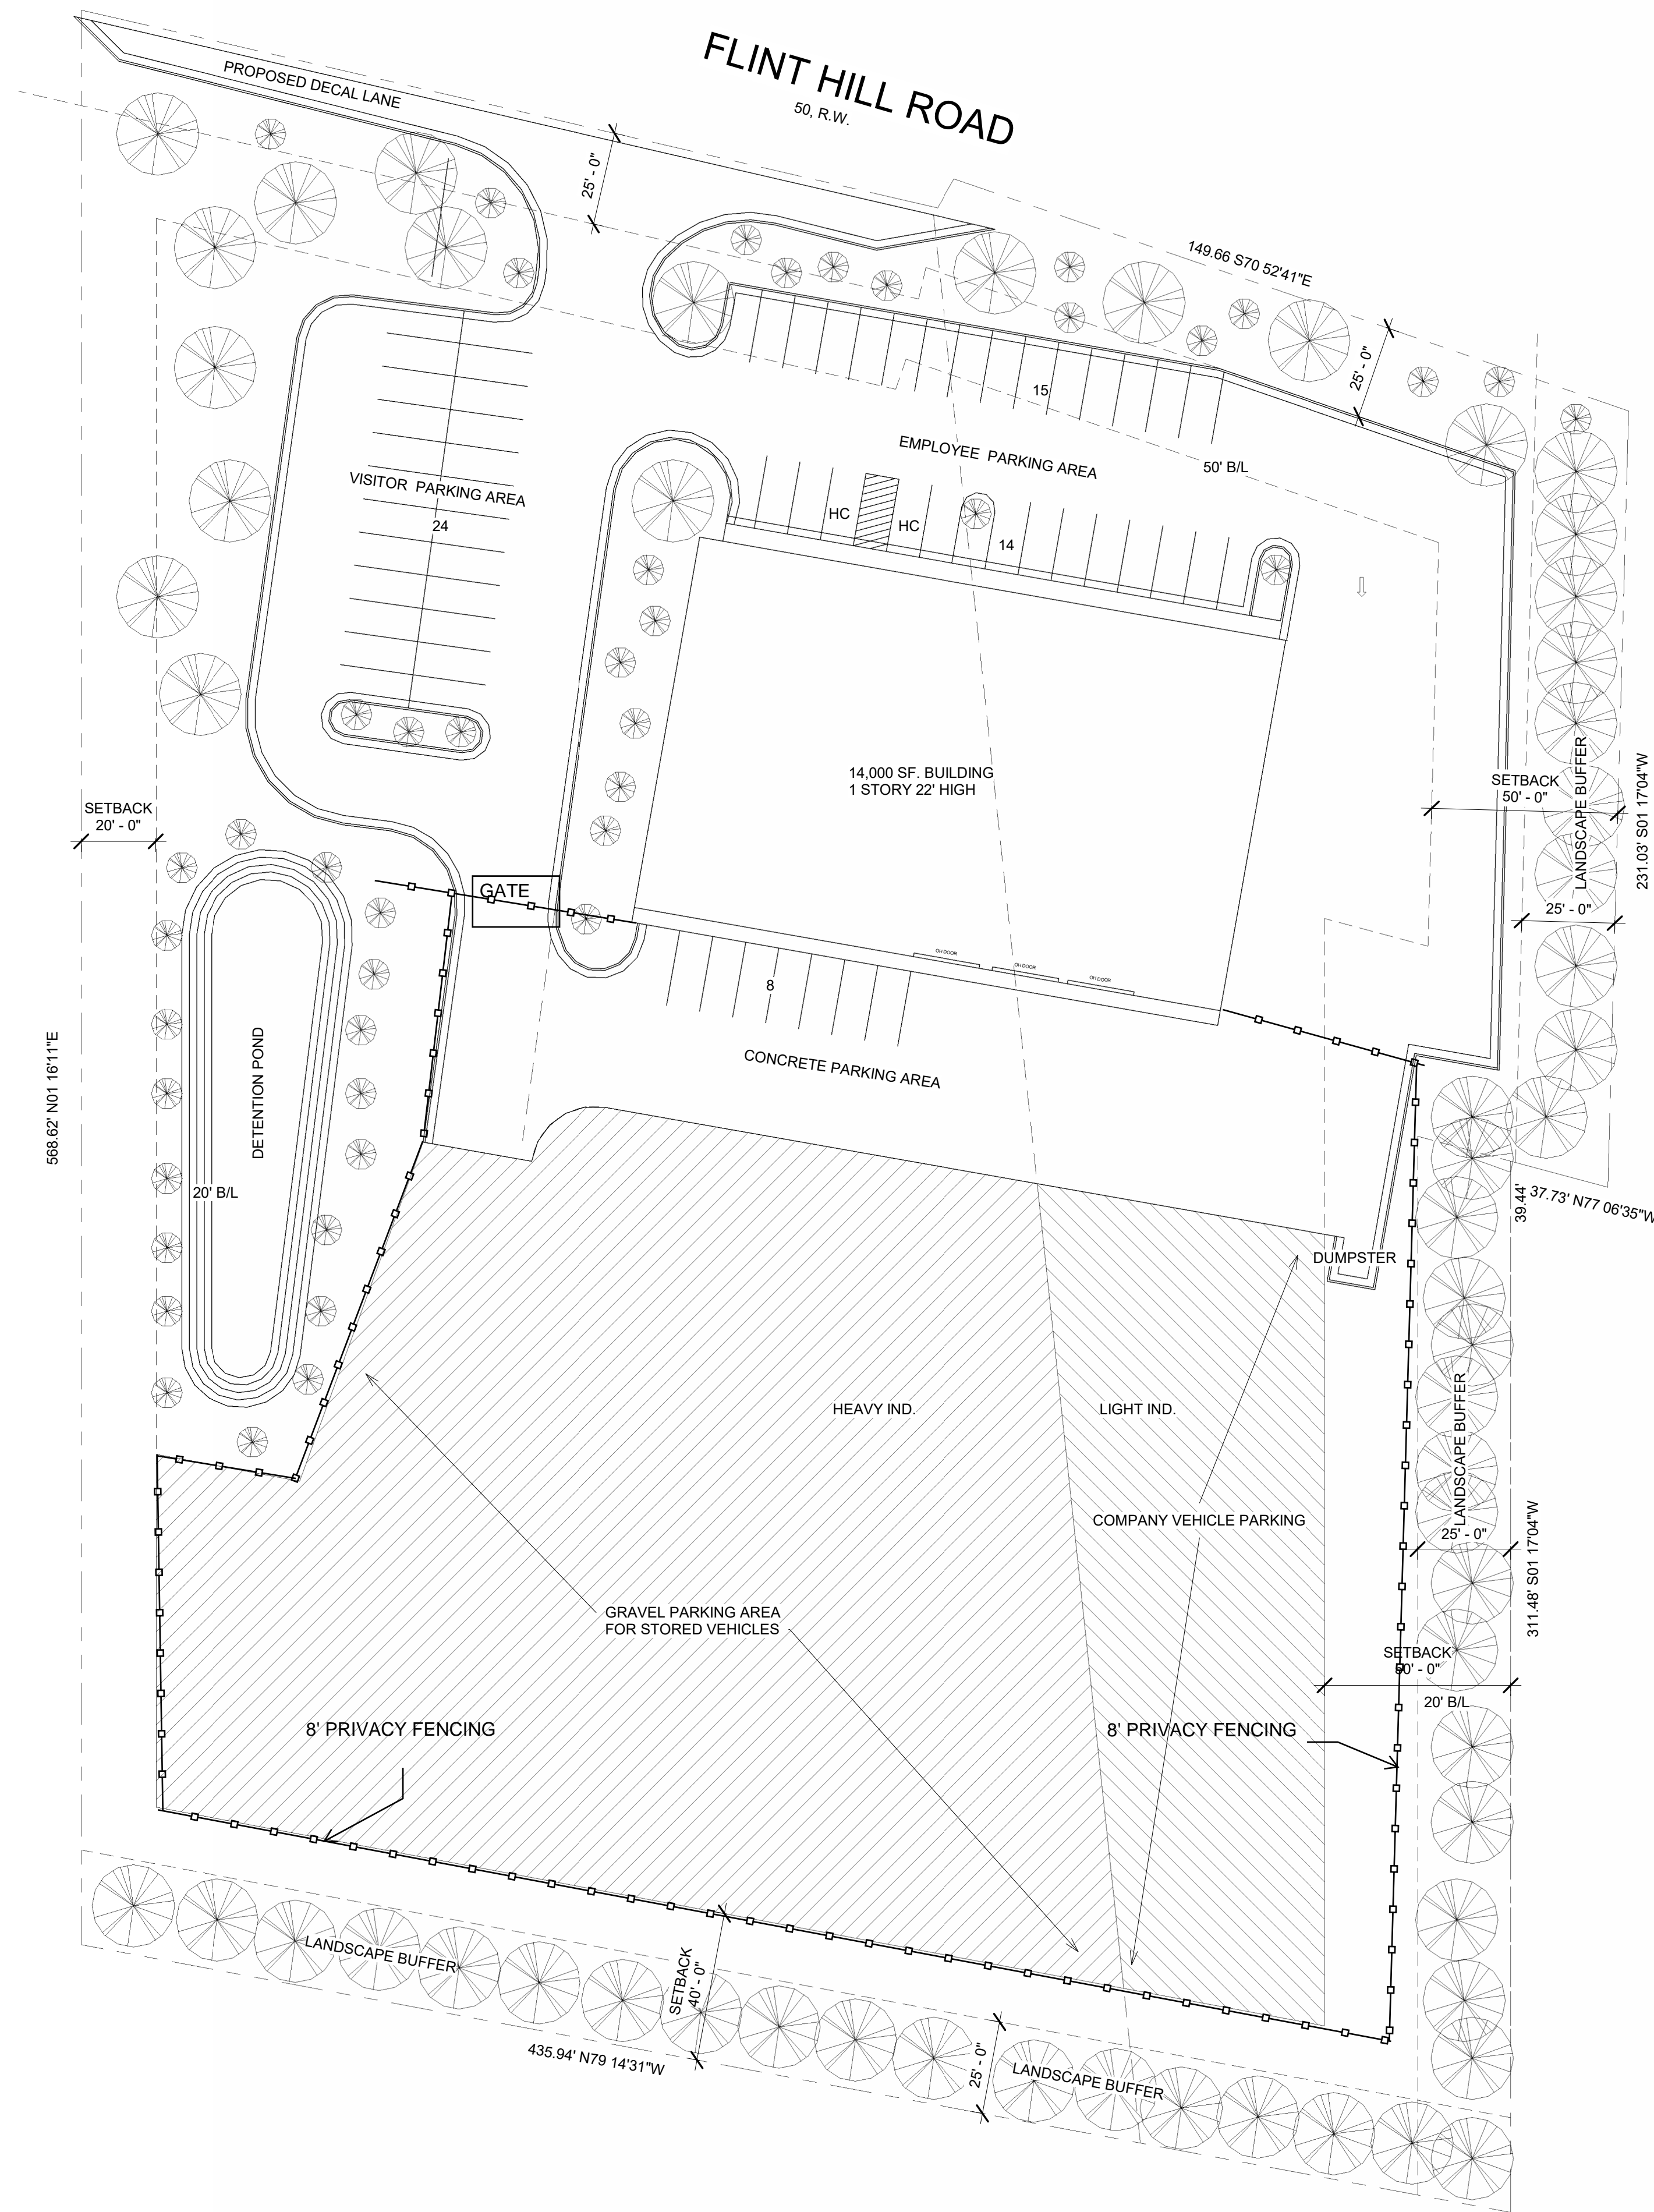 FLINT HILL ROAD
50, R.W.
PROPOSED DECAL LANE
25' - 0"
149.66 S70 52'41"E
25' - 0"
15
EMPLOYEE PARKING AREA
50' B/L
VISITOR PARKING AREA
24
HC
HC
14
14,000 SF. BUILDING
1 STORY 22' HIGH
SETBACK
50' - 0"
LANDSCAPE BUFFER
231.03' S01 17'04"W
SETBACK
20' - 0"
25' - 0"
GATE
OH DOOR
OH DOOR
OH DOOR
8
CONCRETE PARKING AREA
568.62' N01 16'11"E
DETENTION POND
20' B/L
39.44'
37.73' N77 06'35"W
DUMPSTER
HEAVY IND.
LIGHT IND.
LANDSCAPE BUFFER
COMPANY VEHICLE PARKING
25' - 0"
311.48' S01 17'04"W
GRAVEL PARKING AREA
FOR STORED VEHICLES
SETBACK
50' - 0"
20' B/L
8' PRIVACY FENCING
8' PRIVACY FENCING
LANDSCAPE BUFFER
SETBACK
40' - 0"
435.94' N79 14'31"W
25' - 0"
LANDSCAPE BUFFER